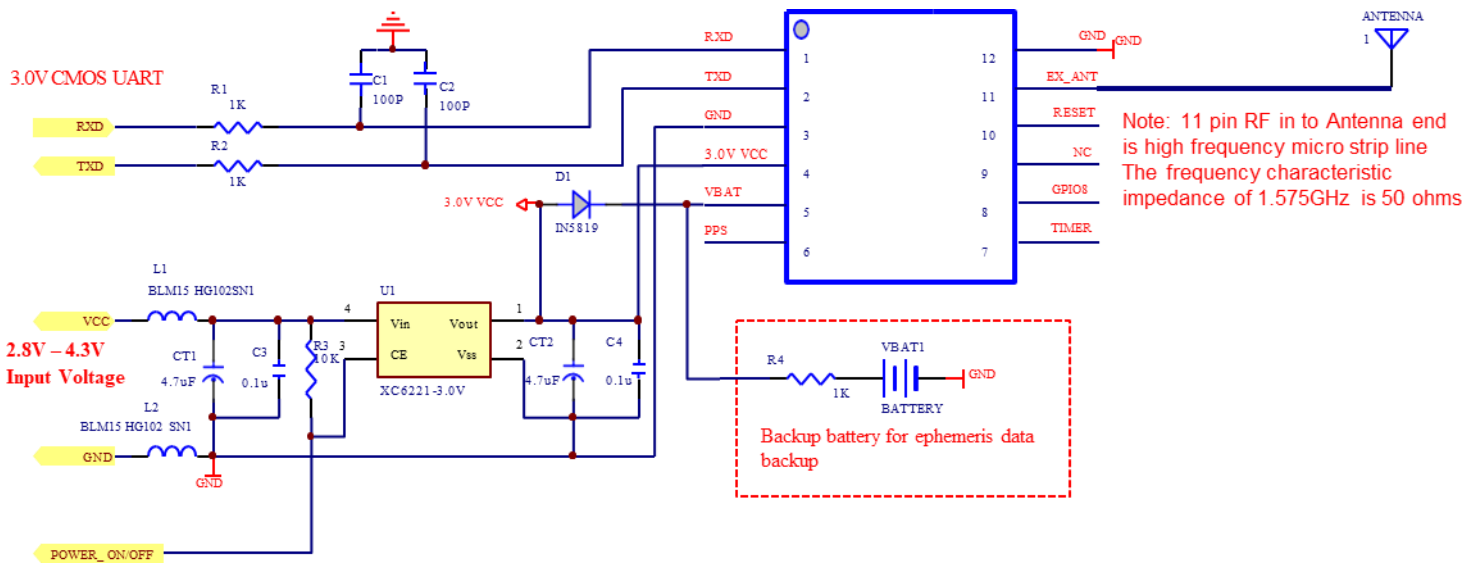 ANTENNA
1
3.0V CMOS UART
C1
100P
C2
100P
R1
1K
RXD
R2
1K
TXD
RXD
1
TXD
2
GND
3
3.0V VCC
4
VBAT
5
PPS
6
12
GND
GND
11
EX_ANT
10
RESET
9
NC
8
GPIO8
7
TIMER
Note: 11 pin RF in to Antenna end
is high frequency micro strip line
The frequency characteristic
impedance of 1.575GHz is 50 ohms
D1
3.0V VCC
IN5819
L1
BLM15 HG102SN1
VCC
2.8V – 4.3V
Input Voltage
CT1
4.7uF
C3
0.1u
R3
10K
U1
4
Vin
Vout
1
3
CE
Vss
2
XC6221-3.0V
CT2
4.7uF
C4
0.1u
L2
BLM15 HG102 SN1
GND
GND
POWER_ ON/OFF
R4
1K
VBAT1
BATTERY
GND
Backup battery for ephemeris data
backup